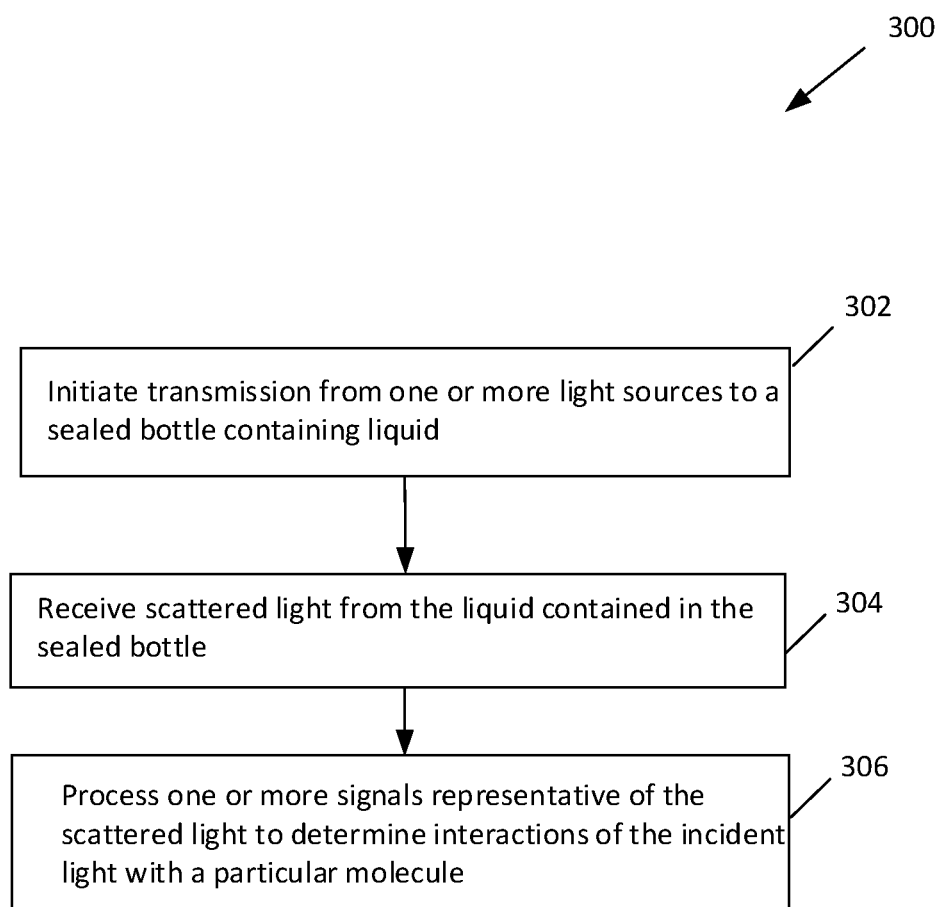 300
302
Initiate transmission from one or more light sources to a
sealed bottle containing liquid
304
Receive scattered light from the liquid contained in the
sealed bottle
306
Process one or more signals representative of the
scattered light to determine interactions of the incident
light with a particular molecule